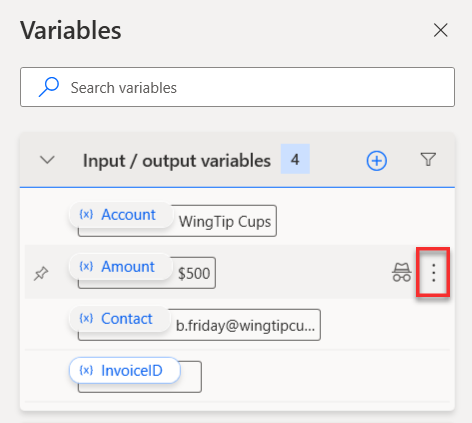 Variables
Search variables
Input / output variables 4
{x} Account WingTip Cups
{x} Amount $500
{x} Contact b.friday@wingtipcu...
{x} InvoiceID